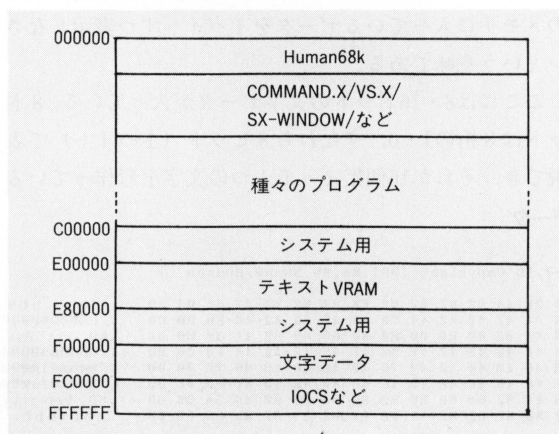 000000
Human68k
COMMAND.X/VS.X/
SX-WINDOW/など
種々のプログラム
C00000
システム用
E00000
テキストVRAM
E80000
システム用
F00000
文字データ
FC0000
IOCSなど
FFFFFF